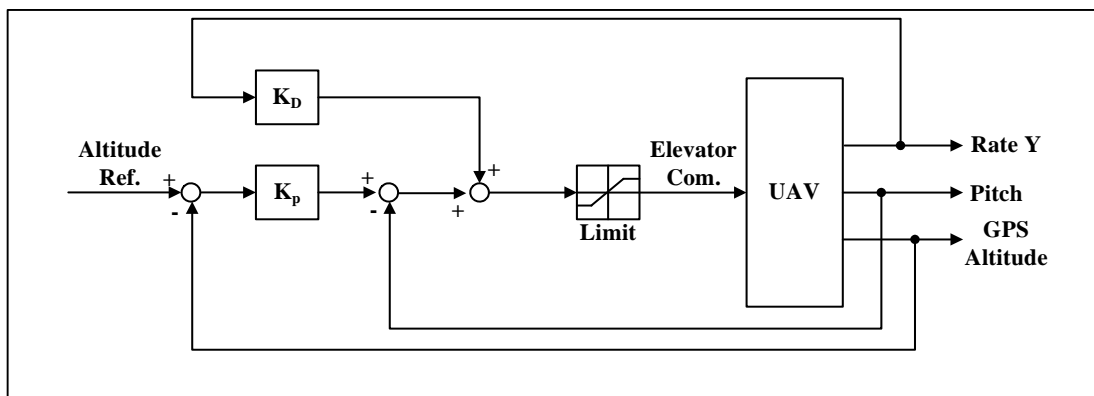 K_D
+
Rate Y
Altitude
Ref.
+
-
K_p
+
-
+
+
Limit
Elevator
Com.
UAV
Pitch
GPS
Altitude